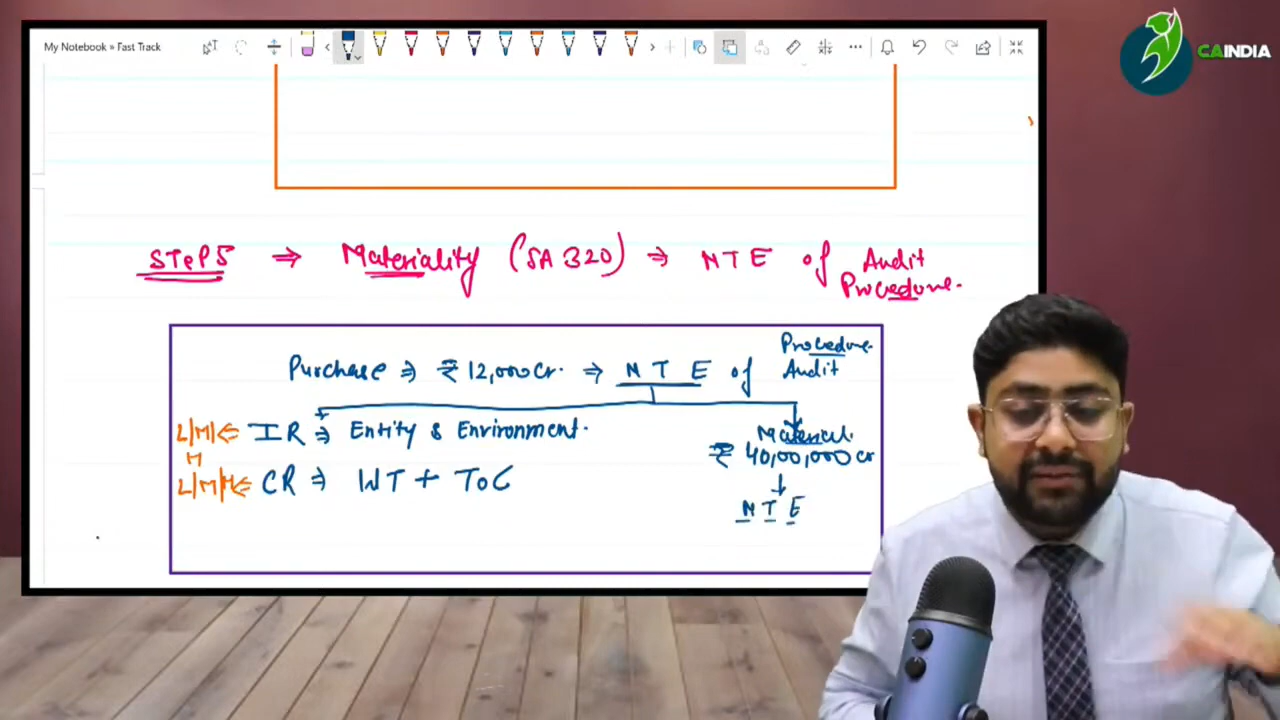 My Notebook » Fast Track
CAINDIA
STEP 5 ⇒ Materiality (SA 320) ⇒ NTE of Audit
Procedure.
Purchase ⇒ ₹ 12,000 Cr. ⇒ N T E of Procedure.
Audit
L|M| ⇐ IR ⇒ Entity & Environment.
Material.
₹ 40,00,000 Cr
M
L|M|H ⇐ CR ⇒ WT + ToC
↓
N T E